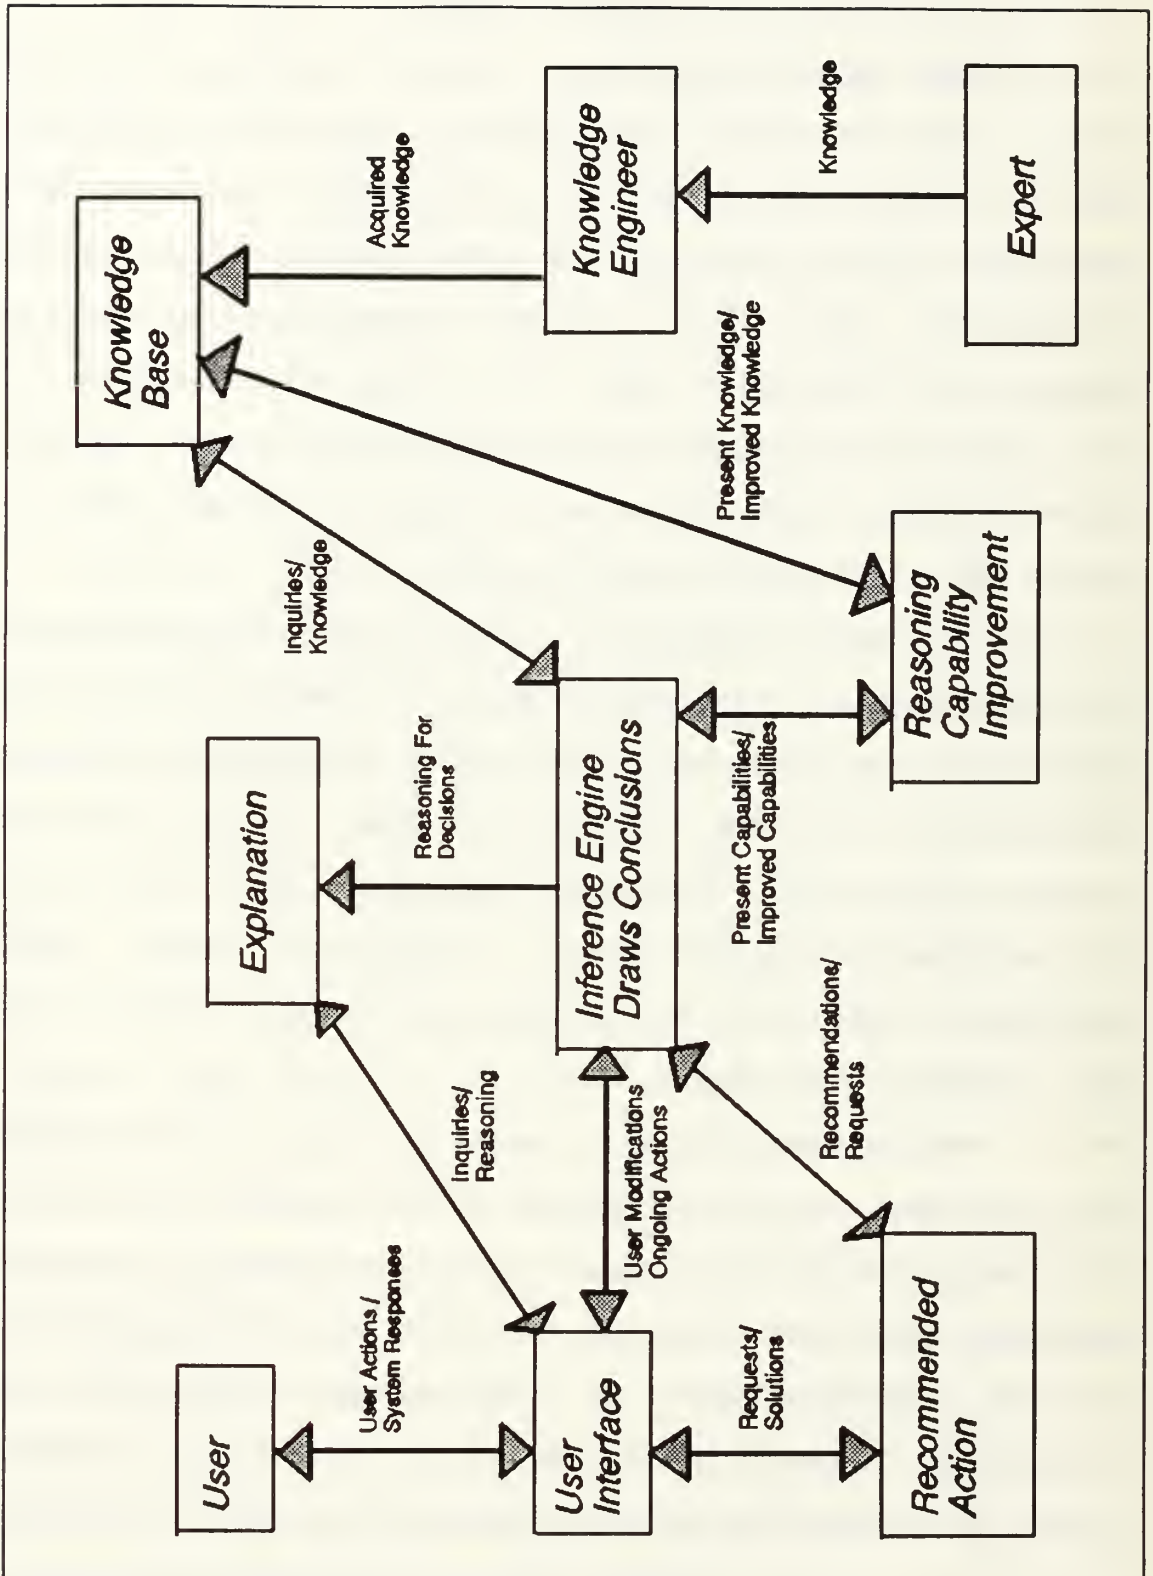 User
Explanation
Knowledge
Base
User Actions /
System Responses
Inquiries/
Reasoning
Reasoning For
Decisions
Inquiries/
Knowledge
Acquired
Knowledge
User
Interface
User Modifications
Ongoing Actions
Inference Engine
Draws Conclusions
Knowledge
Engineer
Requests/
Solutions
Recommendations/
Requests
Present Capabilities/
Improved Capabilities
Present Knowledge/
Improved Knowledge
Knowledge
Recommended
Action
Reasoning
Capability
Improvement
Expert